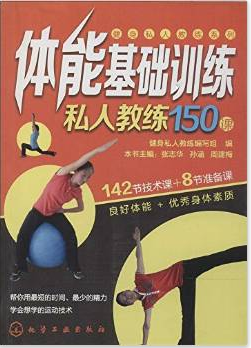 健身私人教练系列
体能基础训练
私人教练150课
健身私人教练编写组 编
本书主编：张志华 孙涵 周建梅
142节技术课+8节准备课
良好体能 + 优秀身体素质
帮你用最短的时间、最少的精力
学会想学的运动技术
化学工业出版社